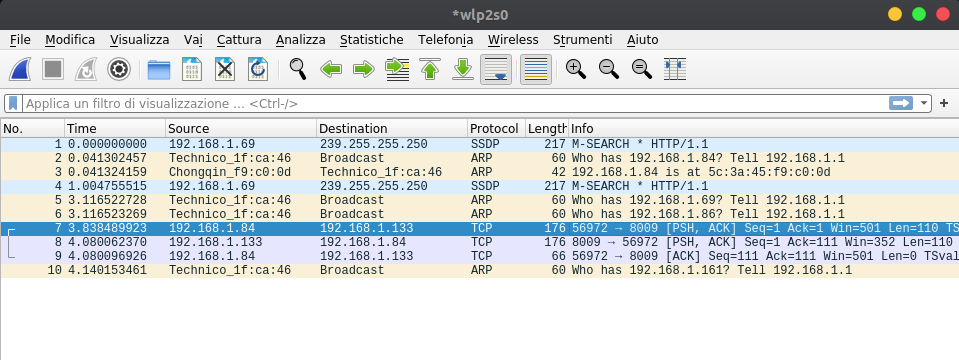 *wlp2s0
File Modifica Visualizza Vai Cattura Analizza Statistiche Telefonia Wireless Strumenti Aiuto
Applica un filtro di visualizzazione ... <Ctrl-/>
No. Time Source Destination Protocol Length Info
1 0.000000000 192.168.1.69 239.255.255.250 SSDP 217 M-SEARCH * HTTP/1.1
2 0.041302457 Technico_1f:ca:46 Broadcast ARP 60 Who has 192.168.1.84? Tell 192.168.1.1
3 0.041324159 Chongqin_f9:c0:0d Technico_1f:ca:46 ARP 42 192.168.1.84 is at 5c:3a:45:f9:c0:0d
4 1.004755515 192.168.1.69 239.255.255.250 SSDP 217 M-SEARCH * HTTP/1.1
5 3.116522728 Technico_1f:ca:46 Broadcast ARP 60 Who has 192.168.1.69? Tell 192.168.1.1
6 3.116523269 Technico_1f:ca:46 Broadcast ARP 60 Who has 192.168.1.86? Tell 192.168.1.1
7 3.838489923 192.168.1.84 192.168.1.133 TCP 176 56972 → 8009 [PSH, ACK] Seq=1 Ack=1 Win=501 Len=110 TS
8 4.080062370 192.168.1.133 192.168.1.84 TCP 176 8009 → 56972 [PSH, ACK] Seq=1 Ack=111 Win=352 Len=110
9 4.080096926 192.168.1.84 192.168.1.133 TCP 66 56972 → 8009 [ACK] Seq=111 Ack=111 Win=501 Len=0 TSval
10 4.140153461 Technico_1f:ca:46 Broadcast ARP 60 Who has 192.168.1.161? Tell 192.168.1.1